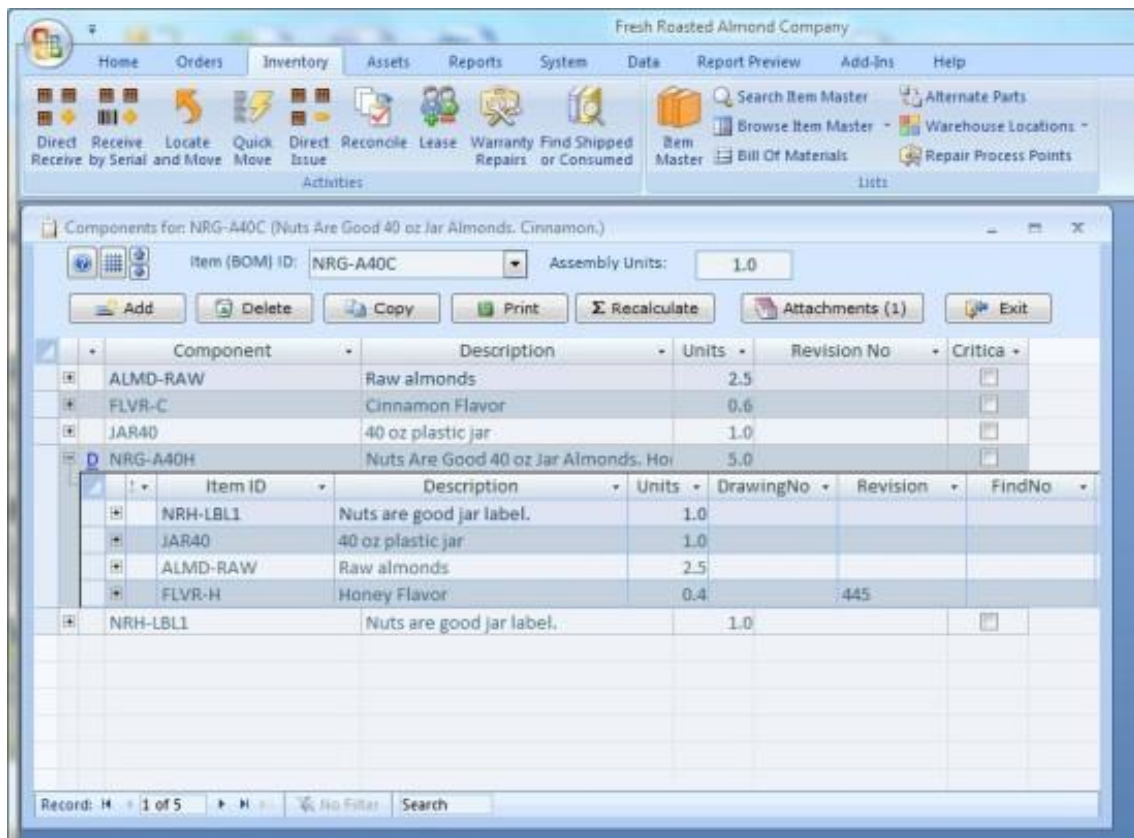 Fresh Roasted Almond Company
Home Orders Inventory Assets Reports System Data Report Preview Add-Ins Help
Direct Receive
Receive by Serial
Locate and Move
Quick Move
Direct Issue
Reconcile
Lease
Warranty Repairs
Find Shipped or Consumed
Item Master
Search Item Master
Browse Item Master
Bill Of Materials
Alternate Parts
Warehouse Locations
Repair Process Points
Activities Lists
Components for: NRG-A40C (Nuts Are Good 40 oz Jar Almonds. Cinnamon.)
Item (BOM) ID: NRG-A40C Assembly Units: 1.0
Add Delete Copy Print Σ Recalculate Attachments (1) Exit
Component Description Units Revision No Critica
ALMD-RAW Raw almonds 2.5
FLVR-C Cinnamon Flavor 0.6
JAR40 40 oz plastic jar 1.0
D NRG-A40H Nuts Are Good 40 oz Jar Almonds. Hoi 5.0
! Item ID Description Units DrawingNo Revision FindNo
NRH-LBL1 Nuts are good jar label. 1.0
JAR40 40 oz plastic jar 1.0
ALMD-RAW Raw almonds 2.5
FLVR-H Honey Flavor 0.4 445
NRH-LBL1 Nuts are good jar label. 1.0
Record: 1 of 5 No Filter Search